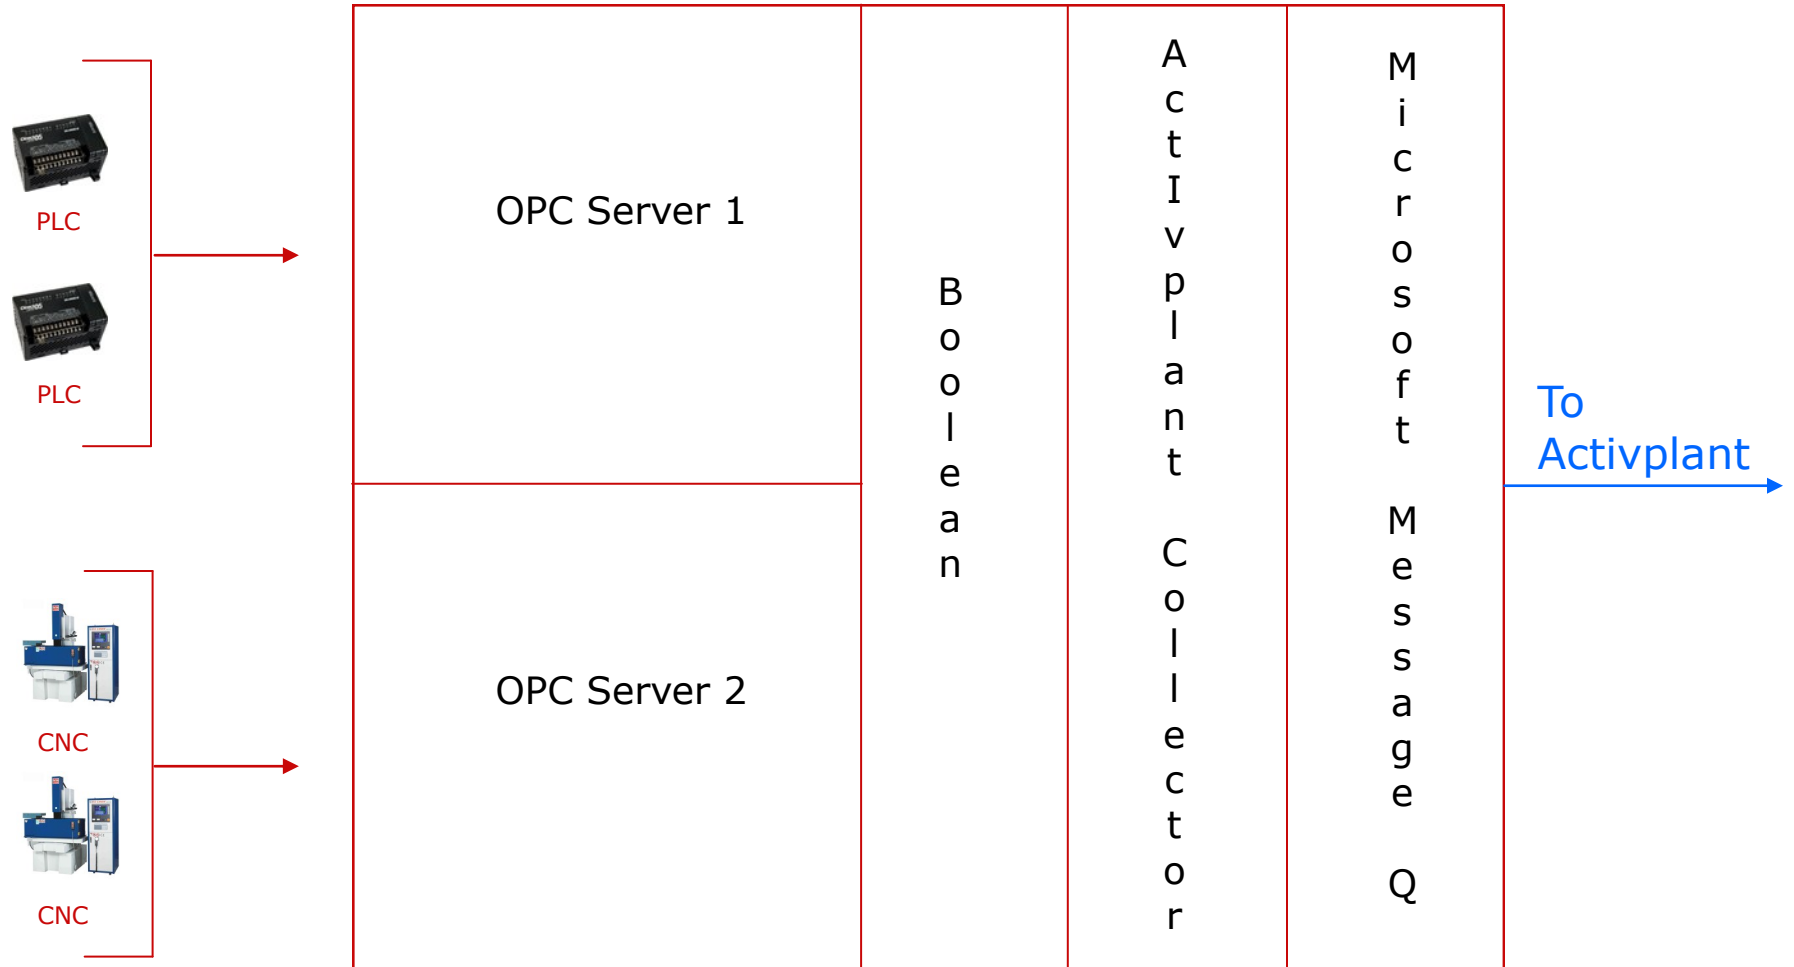 PLC
PLC
CNC
CNC
OPC Server 1
OPC Server 2
Boolean
ActIvplant Collector
Microsoft Message Q
To
Activplant